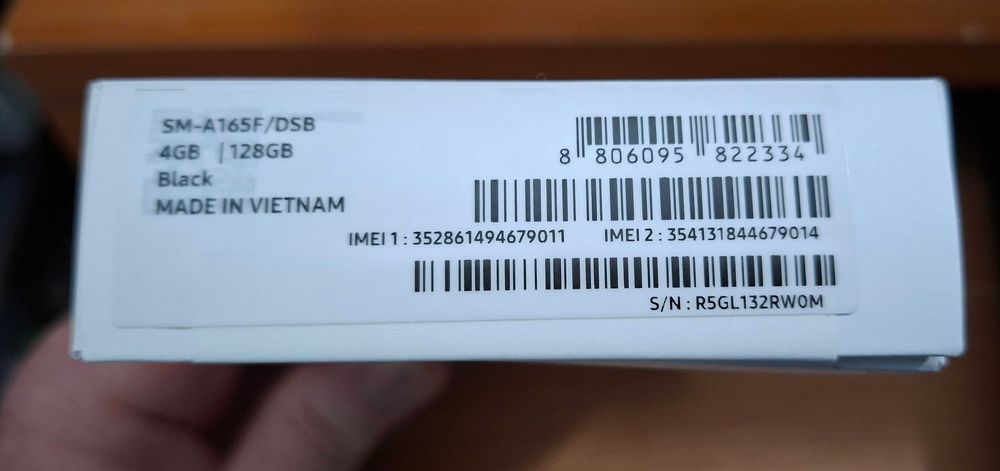 SM-A165F/DSB
4GB | 128GB
Black
MADE IN VIETNAM
8 806095 822334
IMEI 1 : 352861494679011 IMEI 2 : 354131844679014
S/N : R5GL132RW0M